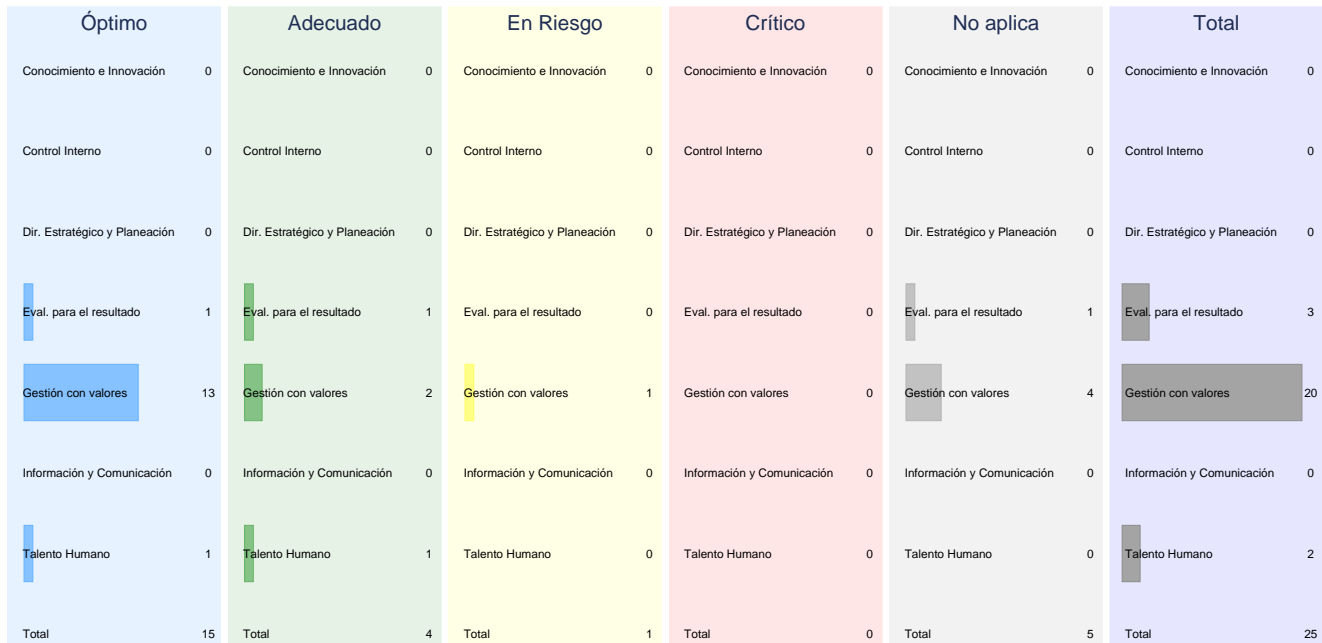 Óptimo
Conocimiento e Innovación 0
Control Interno 0
Dir. Estratégico y Planeación 0
Eval. para el resultado 1
Gestión con valores 13
Información y Comunicación 0
Talento Humano 1
Total 15
Adecuado
Conocimiento e Innovación 0
Control Interno 0
Dir. Estratégico y Planeación 0
Eval. para el resultado 1
Gestión con valores 2
Información y Comunicación 0
Talento Humano 1
Total 4
En Riesgo
Conocimiento e Innovación 0
Control Interno 0
Dir. Estratégico y Planeación 0
Eval. para el resultado 0
Gestión con valores 1
Información y Comunicación 0
Talento Humano 0
Total 1
Crítico
Conocimiento e Innovación 0
Control Interno 0
Dir. Estratégico y Planeación 0
Eval. para el resultado 0
Gestión con valores 0
Información y Comunicación 0
Talento Humano 0
Total 0
No aplica
Conocimiento e Innovación 0
Control Interno 0
Dir. Estratégico y Planeación 0
Eval. para el resultado 1
Gestión con valores 4
Información y Comunicación 0
Talento Humano 0
Total 5
Total
Conocimiento e Innovación 0
Control Interno 0
Dir. Estratégico y Planeación 0
Eval. para el resultado 3
Gestión con valores 20
Información y Comunicación 0
Talento Humano 2
Total 25